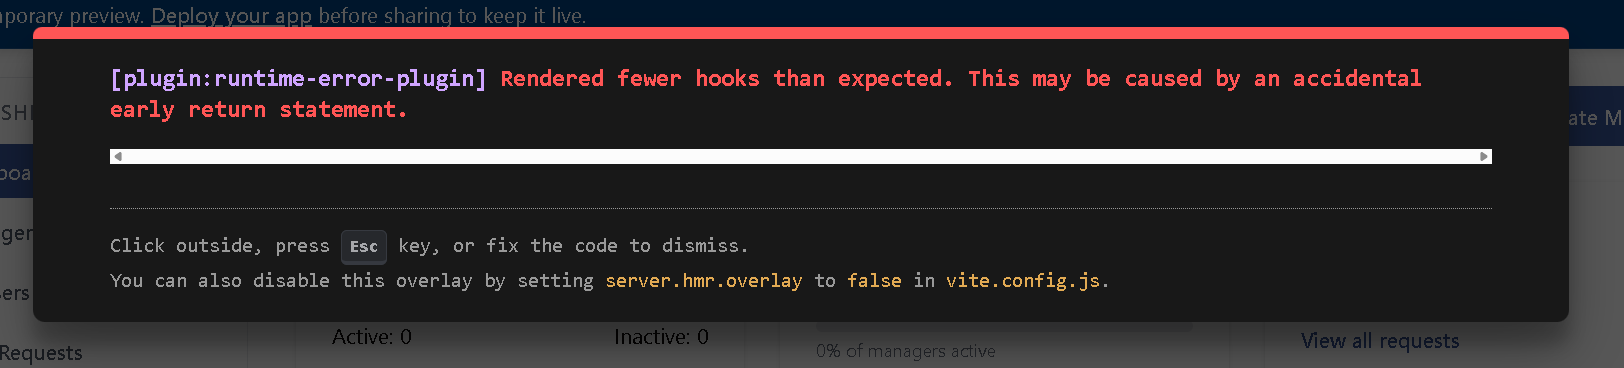 porary preview. Deploy your app before sharing to keep it live.
[plugin:runtime-error-plugin] Rendered fewer hooks than expected. This may be caused by an accidental
early return statement.
SHI
ate M
boa
ger
Click outside, press Esc key, or fix the code to dismiss.
You can also disable this overlay by setting server.hmr.overlay to false in vite.config.js.
sers
Active: 0 Inactive: 0
0% of managers active
View all requests
Requests